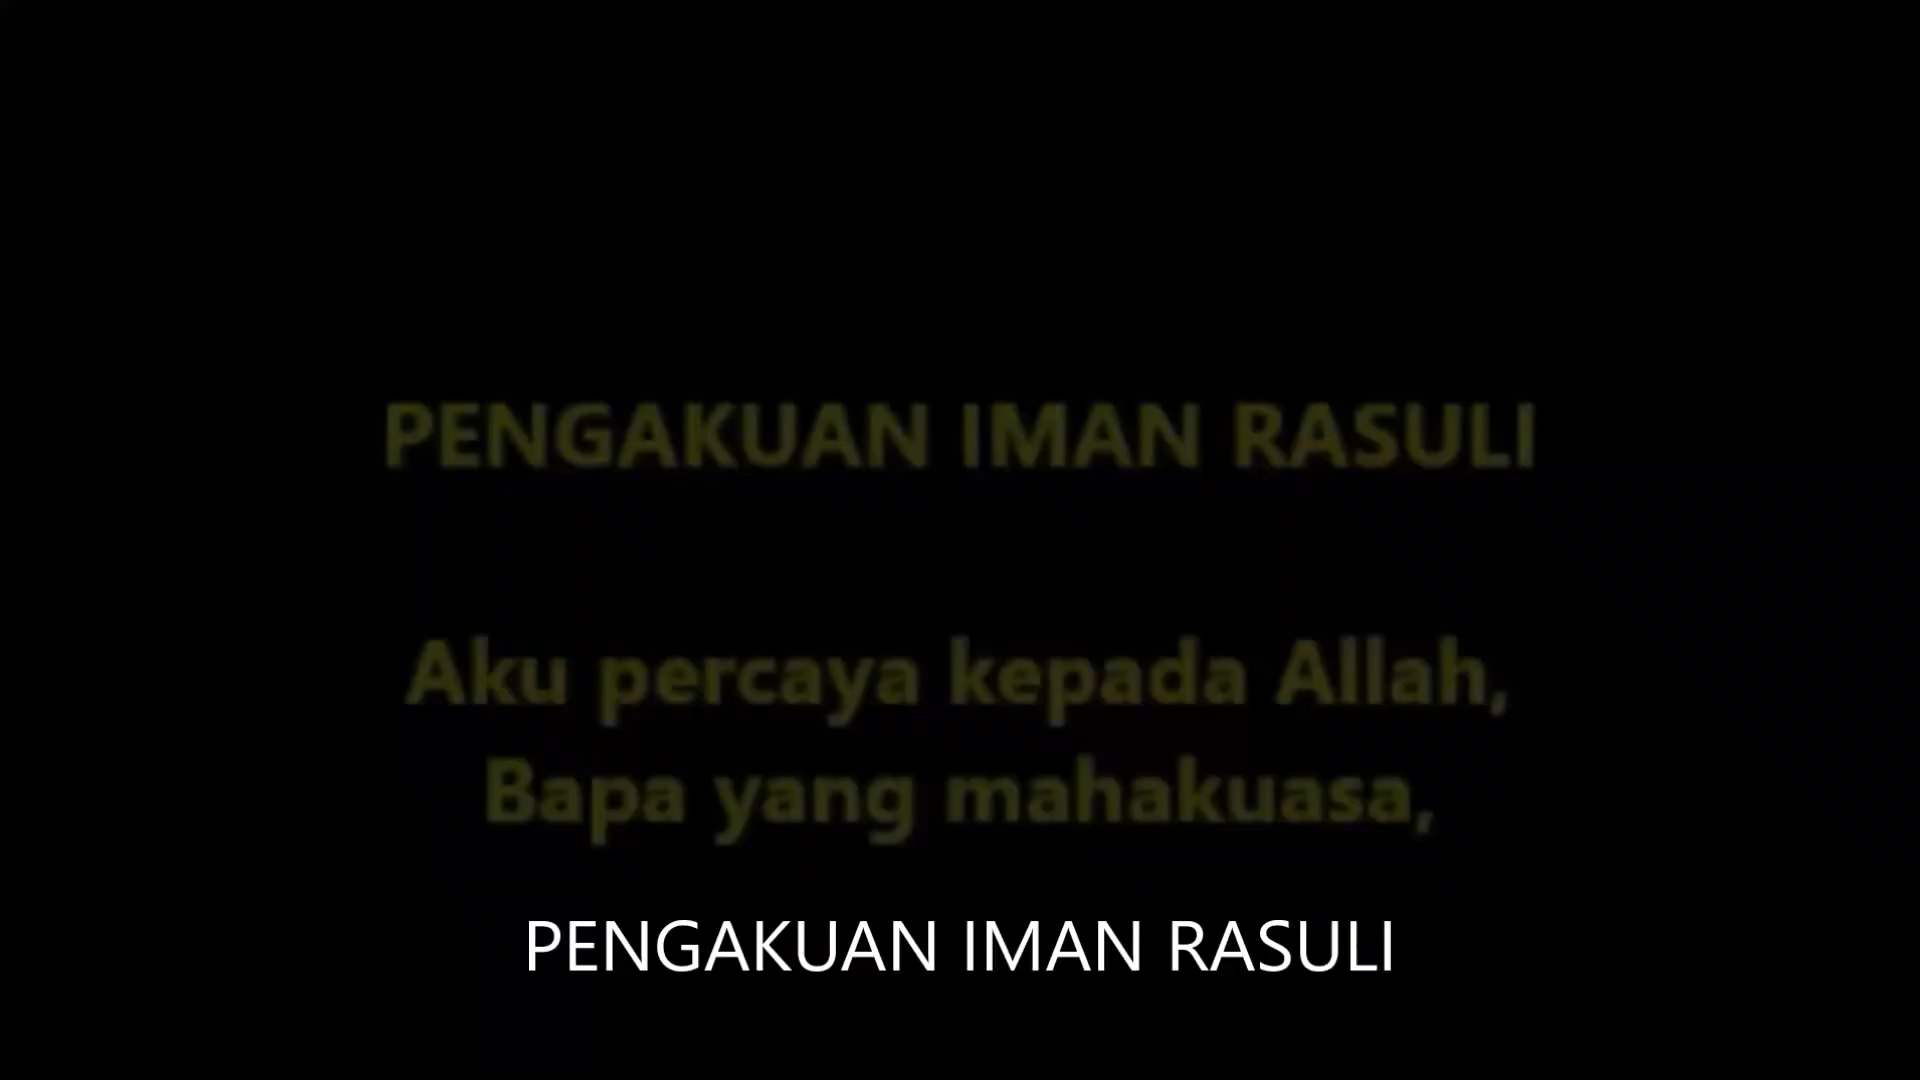 PENGAKUAN IMAN RASULI
Aku percaya kepada Allah,
Bapa yang mahakuasa,
PENGAKUAN IMAN RASULI